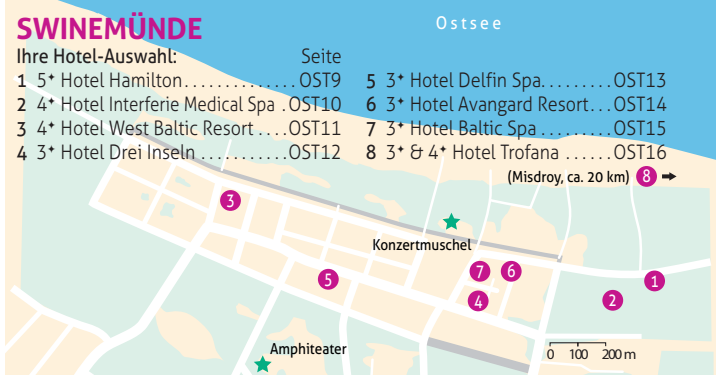 SWINEMÜNDE
Ostsee
Ihre Hotel-Auswahl: Seite
1 5✦ Hotel Hamilton..............OST9
2 4✦ Hotel Interferie Medical Spa .OST10
3 4✦ Hotel West Baltic Resort ....OST11
4 3✦ Hotel Drei Inseln ...........OST12
5 3✦ Hotel Delfin Spa.........OST13
6 3✦ Hotel Avangard Resort...OST14
7 3✦ Hotel Baltic Spa.........OST15
8 3✦ & 4✦ Hotel Trofana ......OST16
(Misdroy, ca. 20 km) 8 ➞
3
Konzertmuschel
7 6
5
4
1
2
Amphiteater
0 100 200 m